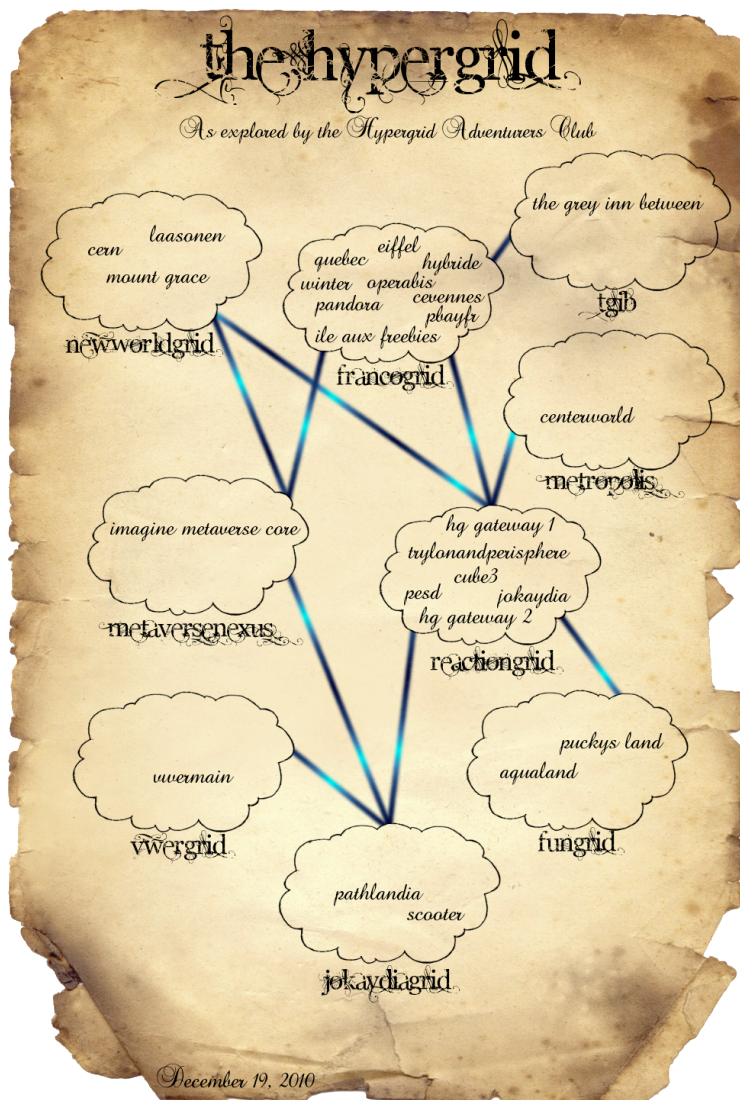 the hypergrid
As explored by the Hypergrid Adventurers Club
the grey inn between
tgib
cern
laasonen
mount grace
newworldgrid
eiffel
quebec
hybride
winter
operabis
pandora
cevennes
pbayfr
ile aux freebies
francogrid
centerworld
metropolis
imagine metaverse core
metaversenexus
hg gateway 1
trylonandperisphere
cube3
pesd
jokaydia
hg gateway 2
reactiongrid
vwermain
vwergrid
puckys land
aqualand
fungrid
pathlandia
scooter
jokaydiagrid
December 19, 2010